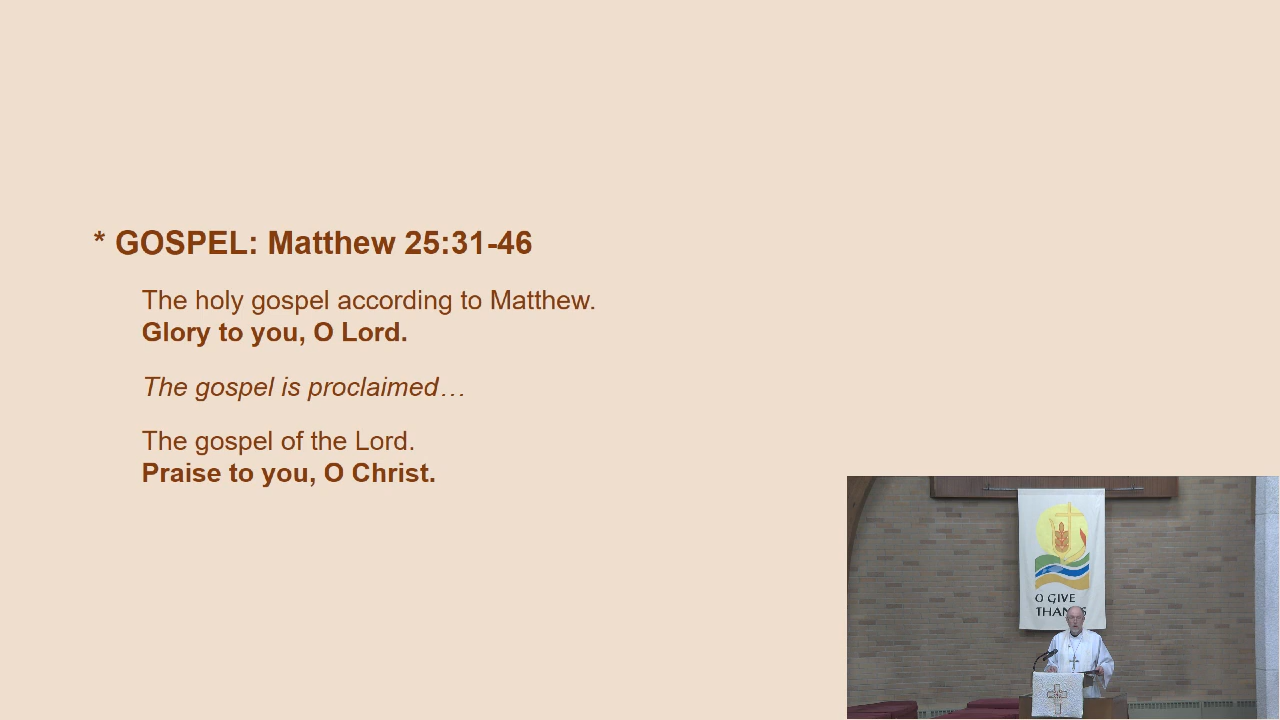 * GOSPEL: Matthew 25:31-46
The holy gospel according to Matthew.
Glory to you, O Lord.
The gospel is proclaimed…
The gospel of the Lord.
Praise to you, O Christ.
O GIVE
THANKS